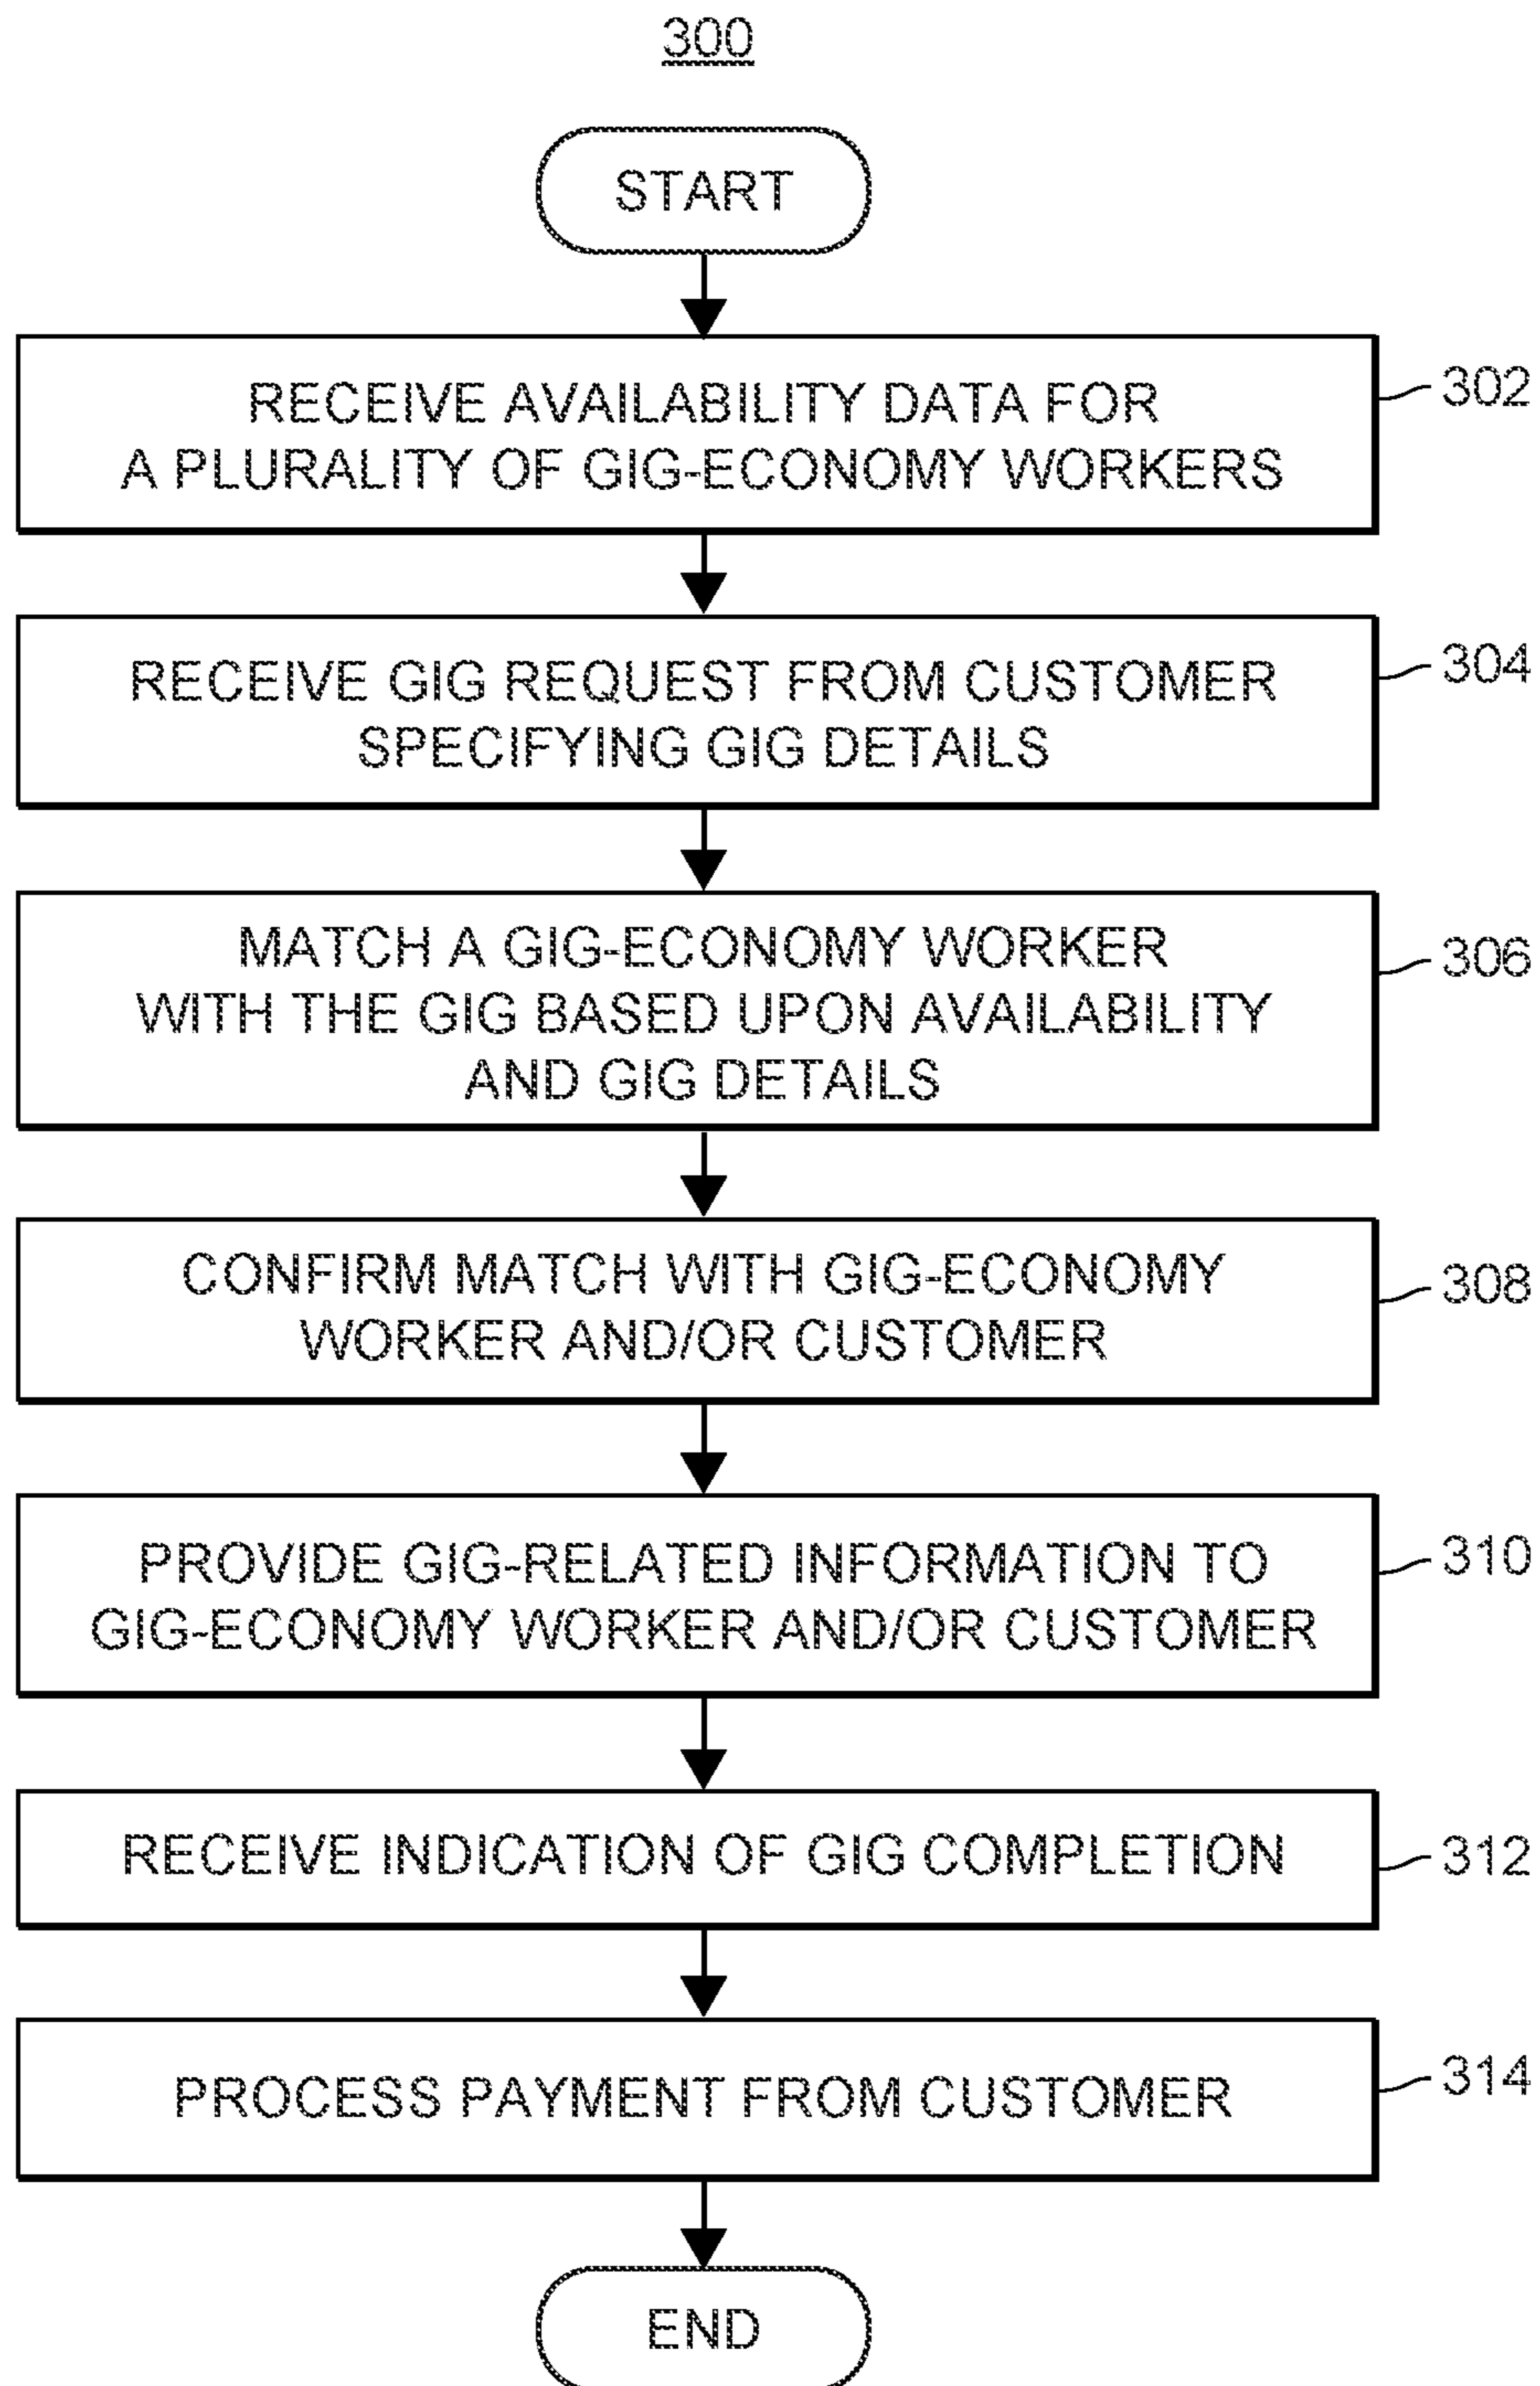 300
START
RECEIVE AVAILABILITY DATA FOR
A PLURALITY OF GIG-ECONOMY WORKERS
302
RECEIVE GIG REQUEST FROM CUSTOMER
SPECIFYING GIG DETAILS
304
MATCH A GIG-ECONOMY WORKER
WITH THE GIG BASED UPON AVAILABILITY
AND GIG DETAILS
306
CONFIRM MATCH WITH GIG-ECONOMY
WORKER AND/OR CUSTOMER
308
PROVIDE GIG-RELATED INFORMATION TO
GIG-ECONOMY WORKER AND/OR CUSTOMER
310
RECEIVE INDICATION OF GIG COMPLETION
312
PROCESS PAYMENT FROM CUSTOMER
314
END